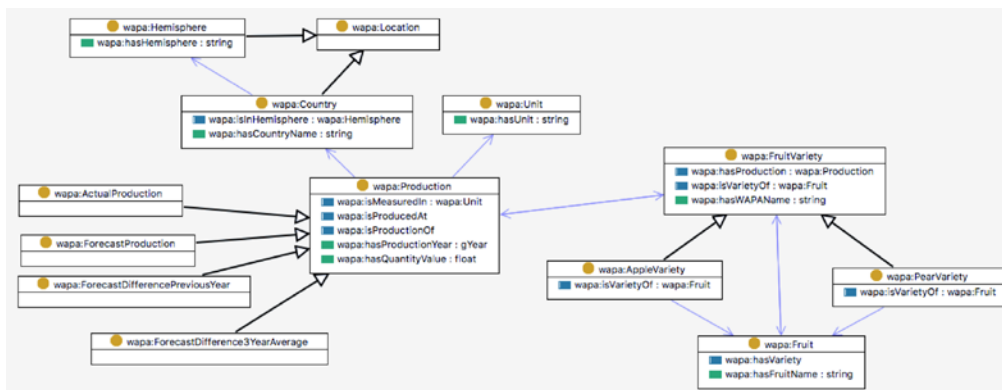 wapa:Hemisphere
wapa:hasHemisphere : string
wapa:Location
wapa:Country
wapa:isInHemisphere : wapa:Hemisphere
wapa:hasCountryName : string
wapa:Unit
wapa:hasUnit : string
wapa:FruitVariety
wapa:hasProduction : wapa:Production
wapa:isVarietyOf : wapa:Fruit
wapa:hasWAPAName : string
wapa:Production
wapa:isMeasuredIn : wapa:Unit
wapa:isProducedAt
wapa:isProductionOf
wapa:hasProductionYear : gYear
wapa:hasQuantityValue : float
wapa:ActualProduction
wapa:ForecastProduction
wapa:ForecastDifferencePreviousYear
wapa:ForecastDifference3YearAverage
wapa:AppleVariety
wapa:isVarietyOf : wapa:Fruit
wapa:PearVariety
wapa:isVarietyOf : wapa:Fruit
wapa:Fruit
wapa:hasVariety
wapa:hasFruitName : string